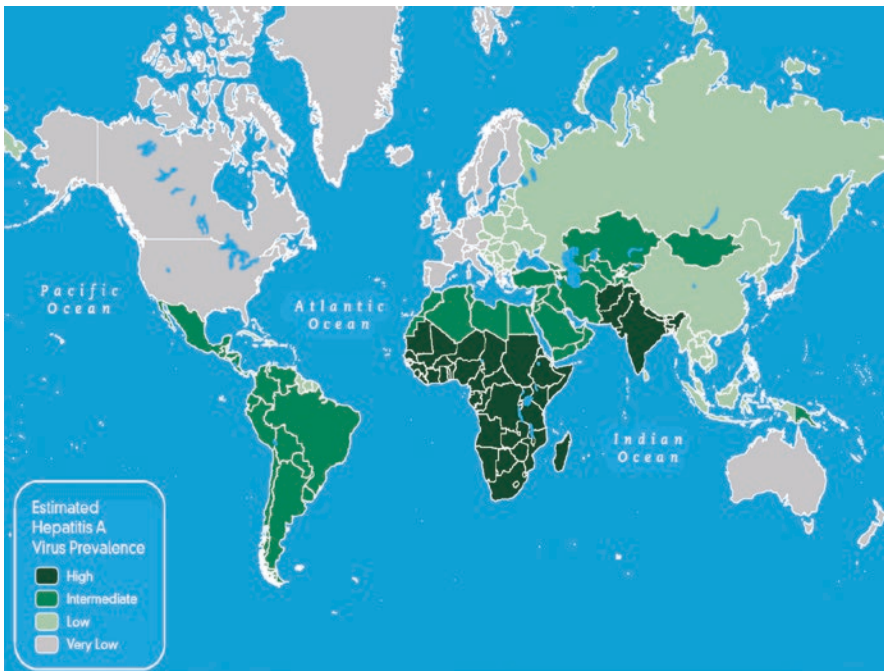 Pacific
Ocean
Atlantic
Ocean
Indian
Ocean
Estimated
Hepatitis A
Virus Prevalence
High
Intermediate
Low
Very Low